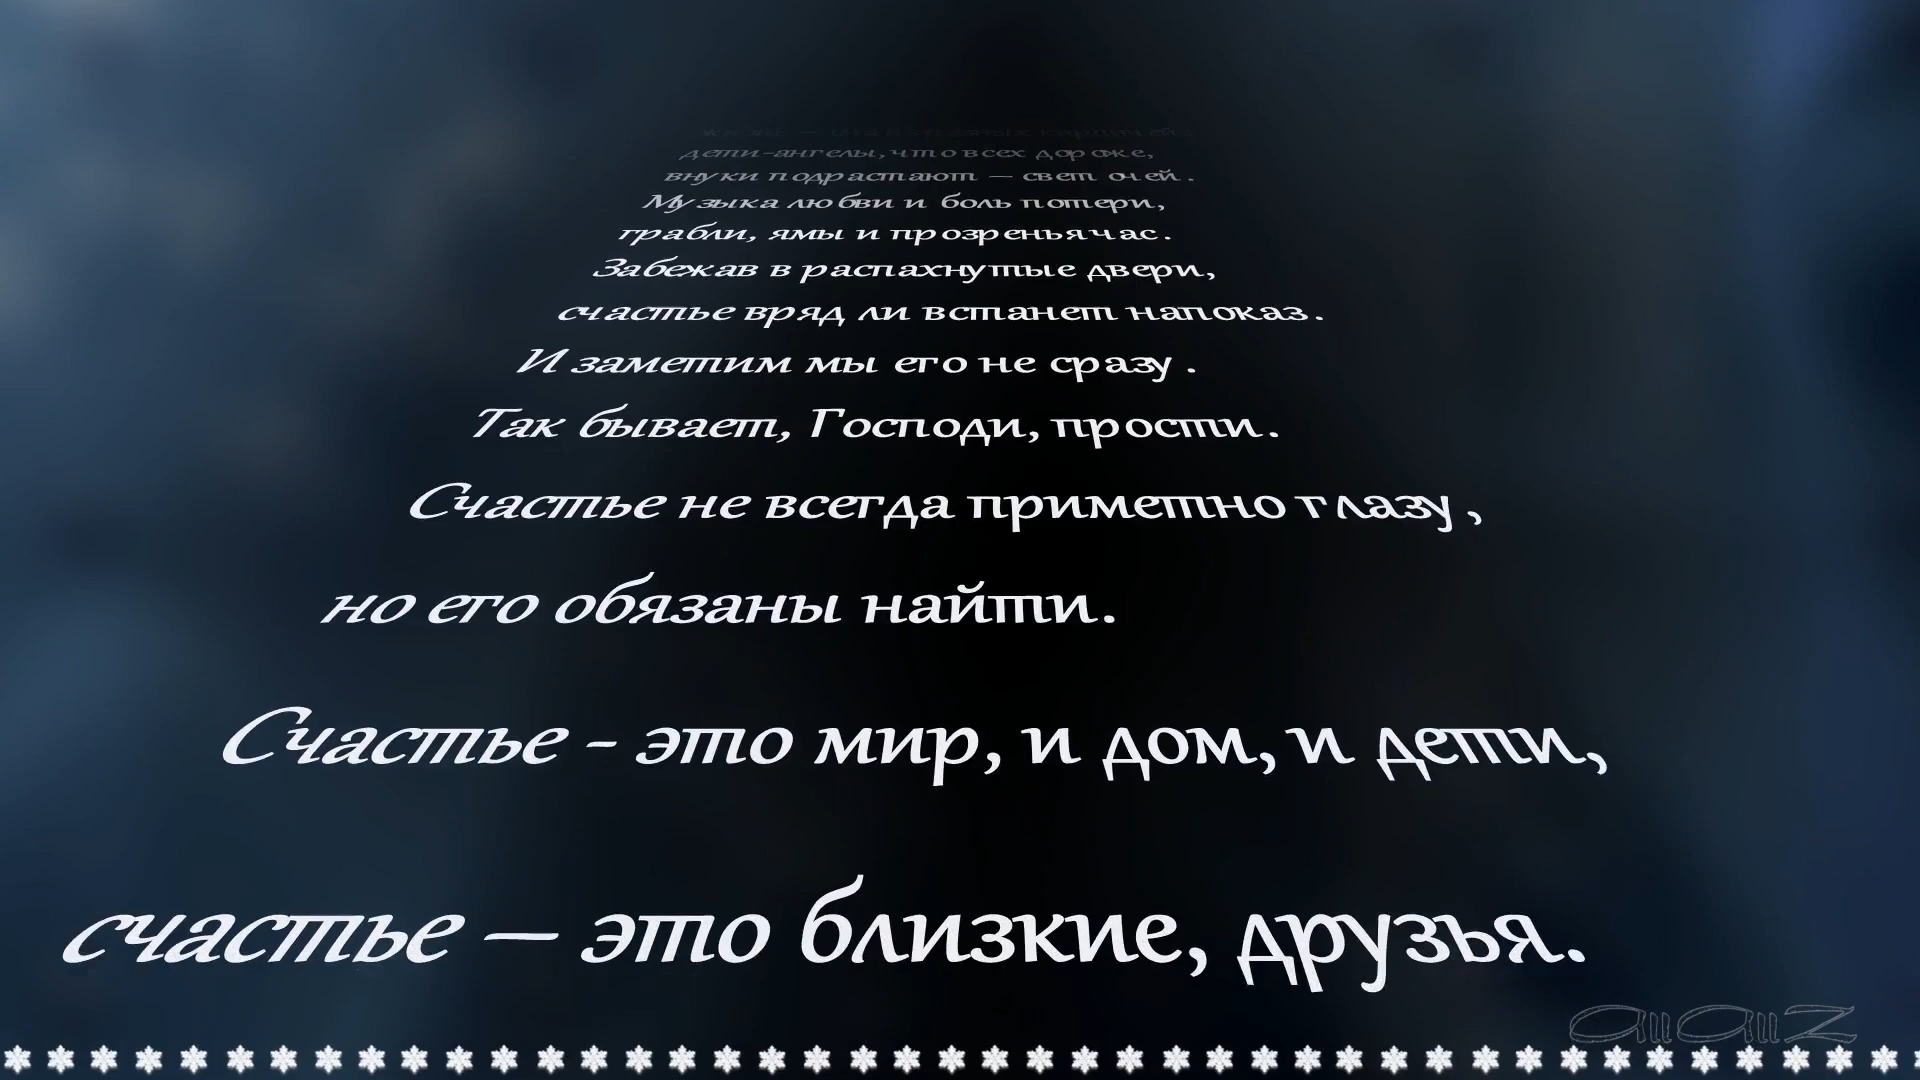 дети-ангелы, что всех дороже,
внуки подрастают — свет очей.
Музыка любви и боль потери,
грабли, ямы и прозренья час.
Забежав в распахнутые двери,
счастье вряд ли встанет напоказ.
И заметим мы его не сразу.
Так бывает, Господи, прости.
Счастье не всегда приметно глазу,
но его обязаны найти.
Счастье - это мир, и дом, и дети,
счастье — это близкие, друзья.